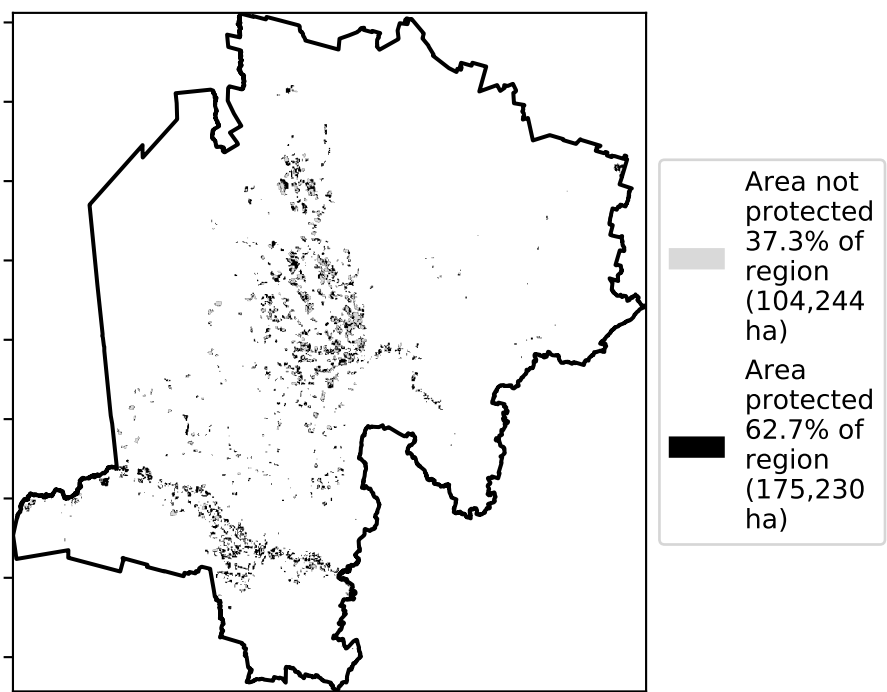 Area not
protected
37.3% of
region
(104,244
ha)
Area
protected
62.7% of
region
(175,230
ha)